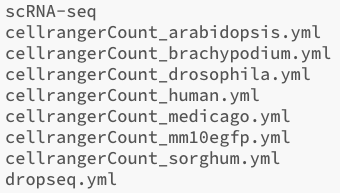 scRNA-seq
cellrangerCount_arabidopsis.yml
cellrangerCount_brachypodium.yml
cellrangerCount_drosophila.yml
cellrangerCount_human.yml
cellrangerCount_medicago.yml
cellrangerCount_mm10egfp.yml
cellrangerCount_sorghum.yml
dropseq.yml